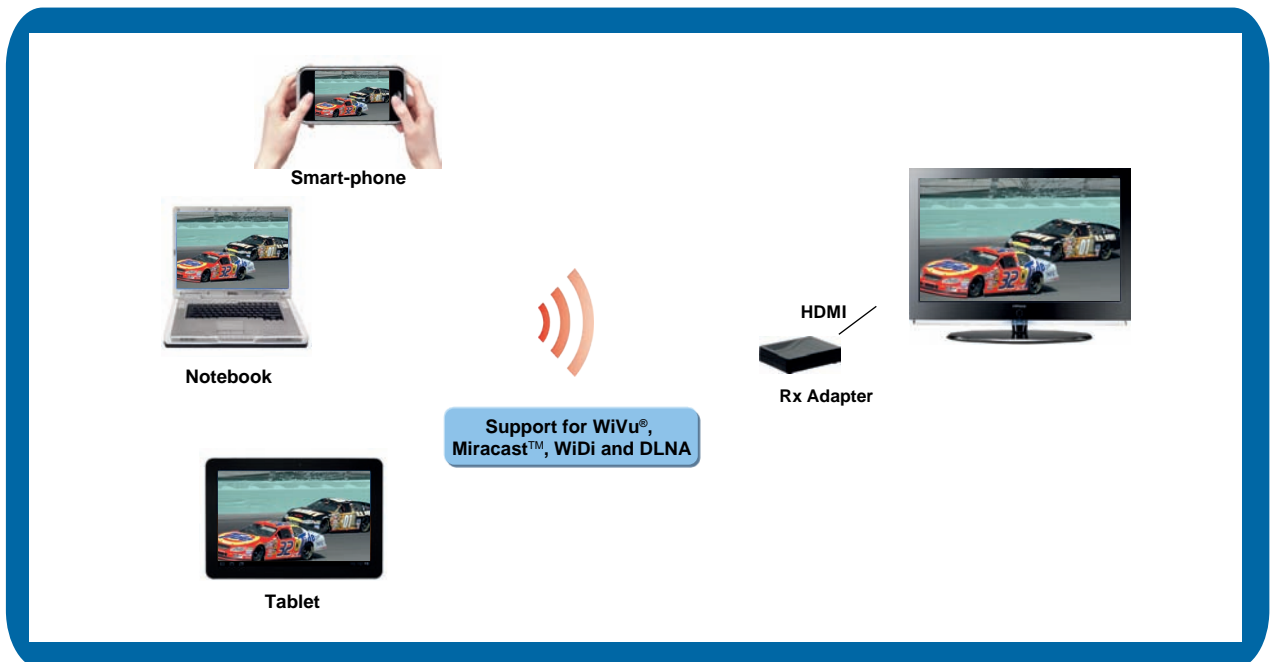 Smart-phone
Notebook
HDMI
Rx Adapter
Support for WiVu®,
Miracast™, WiDi and DLNA
Tablet